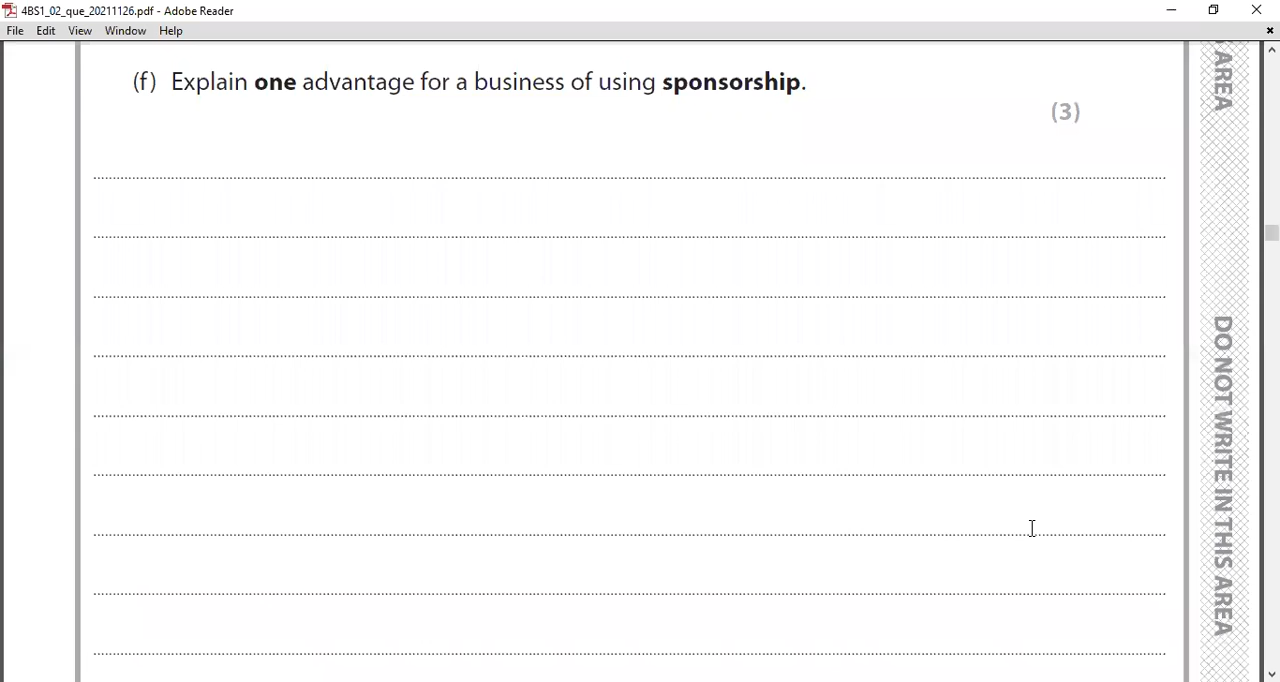 4BS1_02_que_20211126.pdf - Adobe Reader
File Edit View Window Help
(f) Explain one advantage for a business of using sponsorship.
(3)
AREA
DO NOT WRITE IN THIS AREA